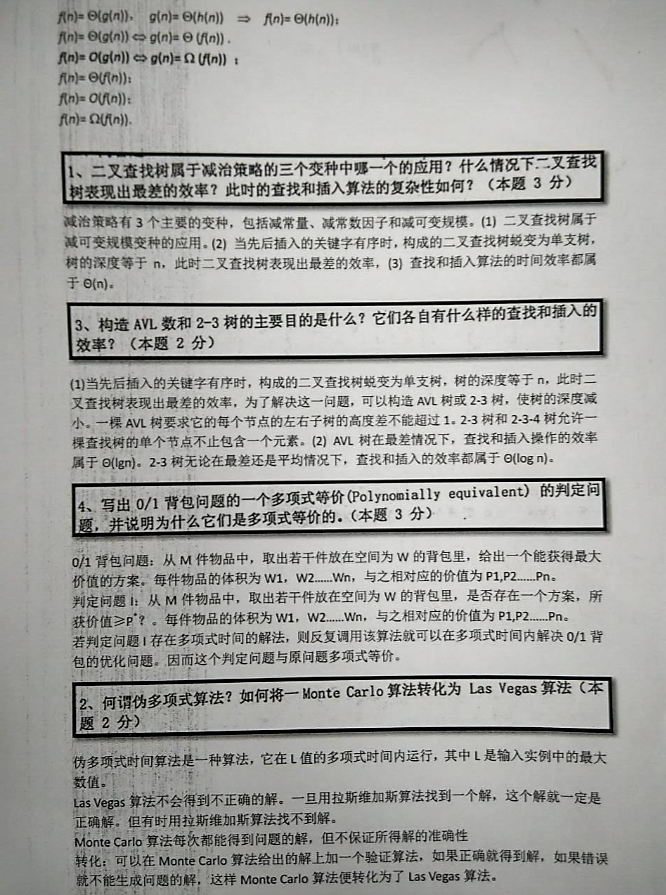 f(n)= Θ(g(n)), g(n)= Θ(h(n)) ⇒ f(n)= Θ(h(n));
f(n)= Θ(g(n)) ⇔ g(n)= Θ (f(n)) .
f(n)= O(g(n)) ⇔ g(n)= Ω (f(n)) ;
f(n)= Θ(f(n));
f(n)= O(f(n));
f(n)= Ω(f(n)).
1、二叉查找树属于减治策略的三个变种中哪一个的应用？什么情况下二叉查找
树表现出最差的效率？此时的查找和插入算法的复杂性如何？（本题 3 分）
减治策略有 3 个主要的变种，包括减常量、减常数因子和减可变规模。(1) 二叉查找树属于
减可变规模变种的应用。(2) 当先后插入的关键字有序时，构成的二叉查找树蜕变为单支树，
树的深度等于 n，此时二叉查找树表现出最差的效率，(3) 查找和插入算法的时间效率都属
于 Θ(n)。
3、构造 AVL 数和 2-3 树的主要目的是什么？它们各自有什么样的查找和插入的
效率？（本题 2 分）
(1)当先后插入的关键字有序时，构成的二叉查找树蜕变为单支树，树的深度等于 n，此时二
叉查找树表现出最差的效率，为了解决这一问题，可以构造 AVL 树或 2-3 树，使树的深度减
小。一棵 AVL 树要求它的每个节点的左右子树的高度差不能超过 1。2-3 树和 2-3-4 树允许一
棵查找树的单个节点不止包含一个元素。(2) AVL 树在最差情况下，查找和插入操作的效率
属于 Θ(lgn)。2-3 树无论在最差还是平均情况下，查找和插入的效率都属于 Θ(log n)。
4、写出 0/1 背包问题的一个多项式等价(Polynomially equivalent) 的判定问
题，并说明为什么它们是多项式等价的。（本题 3 分）
0/1 背包问题：从 M 件物品中，取出若干件放在空间为 W 的背包里，给出一个能获得最大
价值的方案。每件物品的体积为 W1，W2……Wn，与之相对应的价值为 P1,P2……Pn。
判定问题 I：从 M 件物品中，取出若干件放在空间为 W 的背包里，是否存在一个方案，所
获价值≥P*？。每件物品的体积为 W1，W2……Wn，与之相对应的价值为 P1,P2……Pn。
若判定问题 I 存在多项式时间的解法，则反复调用该算法就可以在多项式时间内解决 0/1 背
包的优化问题。因而这个判定问题与原问题多项式等价。
2、何谓伪多项式算法？如何将一 Monte Carlo 算法转化为 Las Vegas 算法（本
题 2 分）
伪多项式时间算法是一种算法，它在 L 值的多项式时间内运行，其中 L 是输入实例中的最大
数值。
Las Vegas 算法不会得到不正确的解。一旦用拉斯维加斯算法找到一个解，这个解就一定是
正确解。但有时用拉斯维加斯算法找不到解。
Monte Carlo 算法每次都能得到问题的解，但不保证所得解的准确性
转化：可以在 Monte Carlo 算法给出的解上加一个验证算法，如果正确就得到解，如果错误
就不能生成问题的解，这样 Monte Carlo 算法便转化为了 Las Vegas 算法。